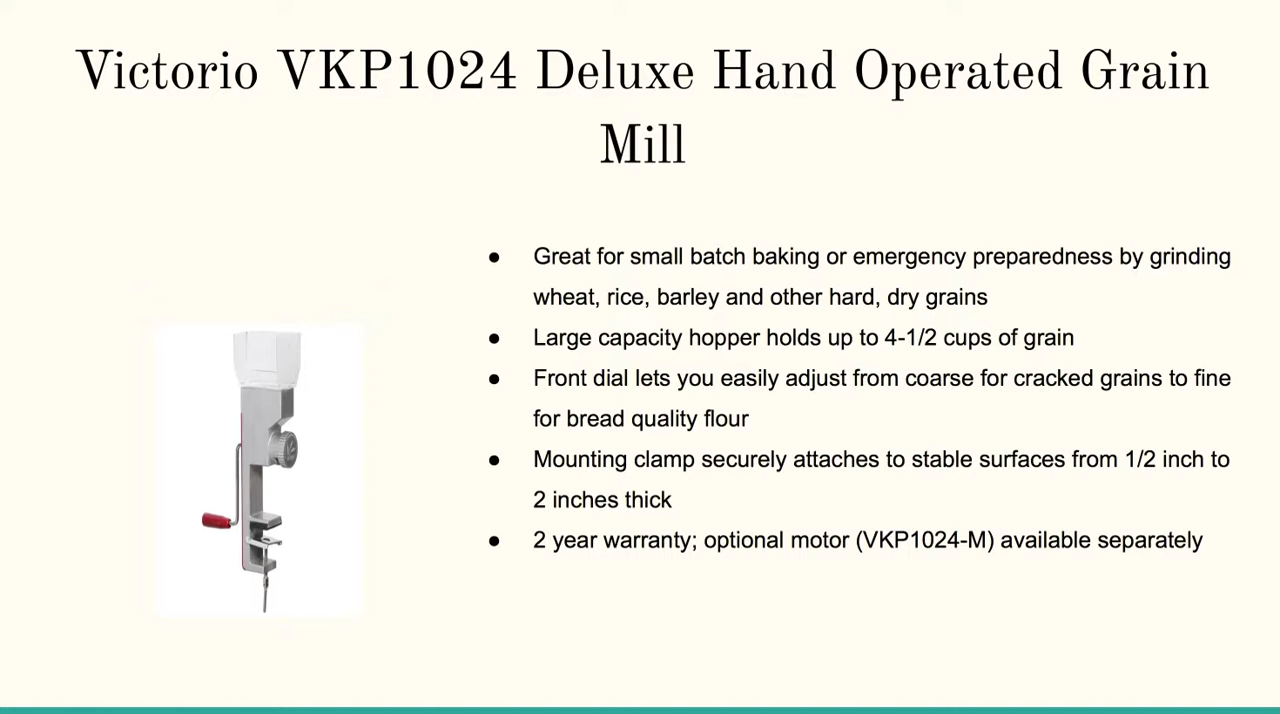 Victorio VKP1024 Deluxe Hand Operated Grain
Mill
● Great for small batch baking or emergency preparedness by grinding
wheat, rice, barley and other hard, dry grains
● Large capacity hopper holds up to 4-1/2 cups of grain
● Front dial lets you easily adjust from coarse for cracked grains to fine
for bread quality flour
● Mounting clamp securely attaches to stable surfaces from 1/2 inch to
2 inches thick
● 2 year warranty; optional motor (VKP1024-M) available separately